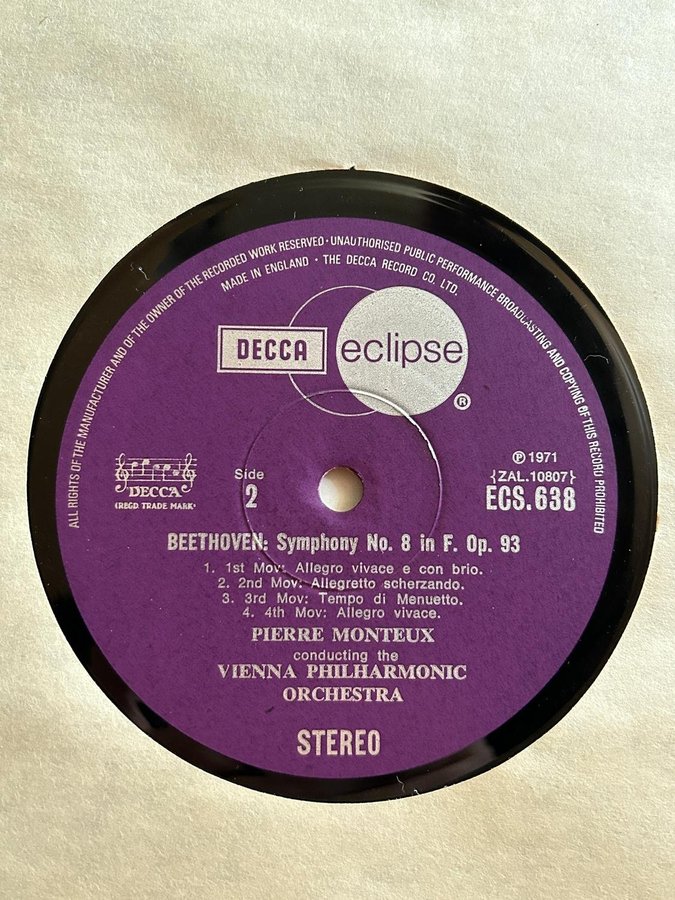 ALL RIGHTS OF THE MANUFACTURER AND OF THE OWNER OF THE RECORDED WORK RESERVED · UNAUTHORISED PUBLIC PERFORMANCE BROADCASTING AND COPYING OF THIS RECORD PROHIBITED
MADE IN ENGLAND · THE DECCA RECORD CO. LTD.
DECCA eclipse
®
DECCA
(REGD. TRADE MARK)
Side
2
℗ 1971
{ZAL.10807}
ECS.638
BEETHOVEN: Symphony No. 8 in F. Op. 93
1. 1st Mov: Allegro vivace e con brio.
2. 2nd Mov: Allegretto scherzando.
3. 3rd Mov: Tempo di Menuetto.
4. 4th Mov: Allegro vivace.
PIERRE MONTEUX
conducting the
VIENNA PHILHARMONIC
ORCHESTRA
STEREO